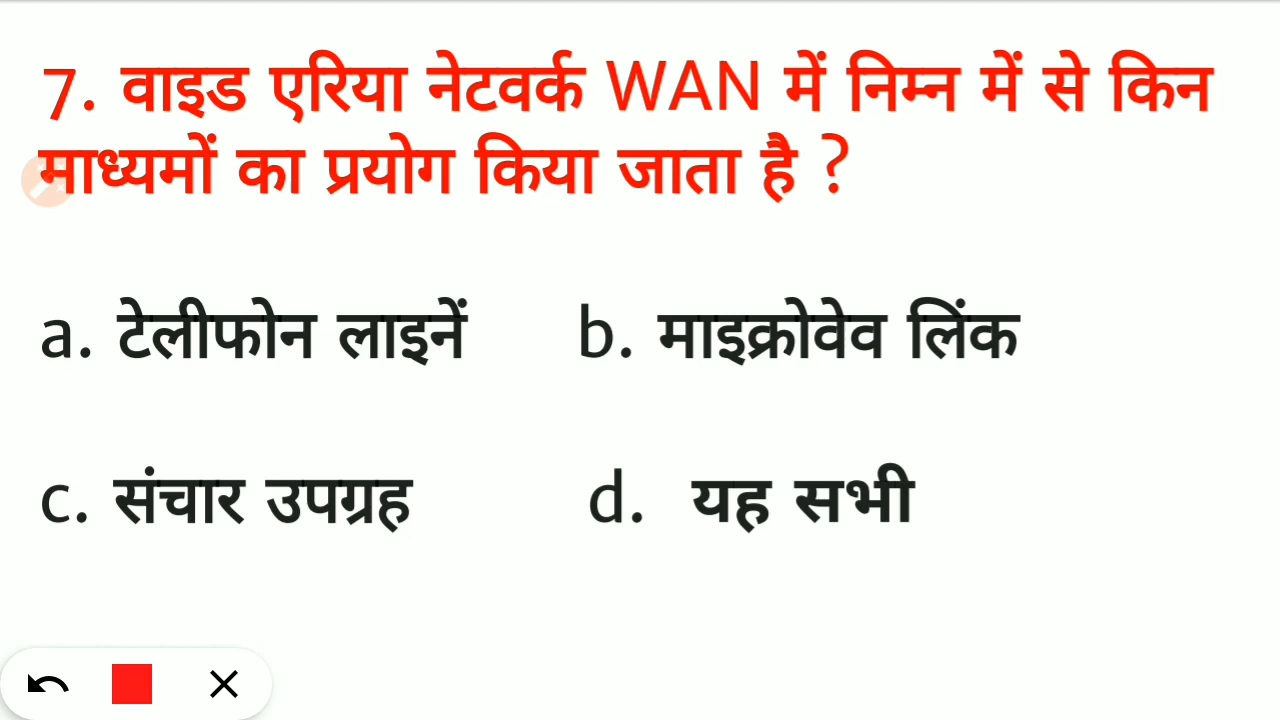 7. वाइड एरिया नेटवर्क WAN में निम्न में से किन
माध्यमों का प्रयोग किया जाता है ?
a. टेलीफोन लाइनें b. माइक्रोवेव लिंक
c. संचार उपग्रह d. यह सभी